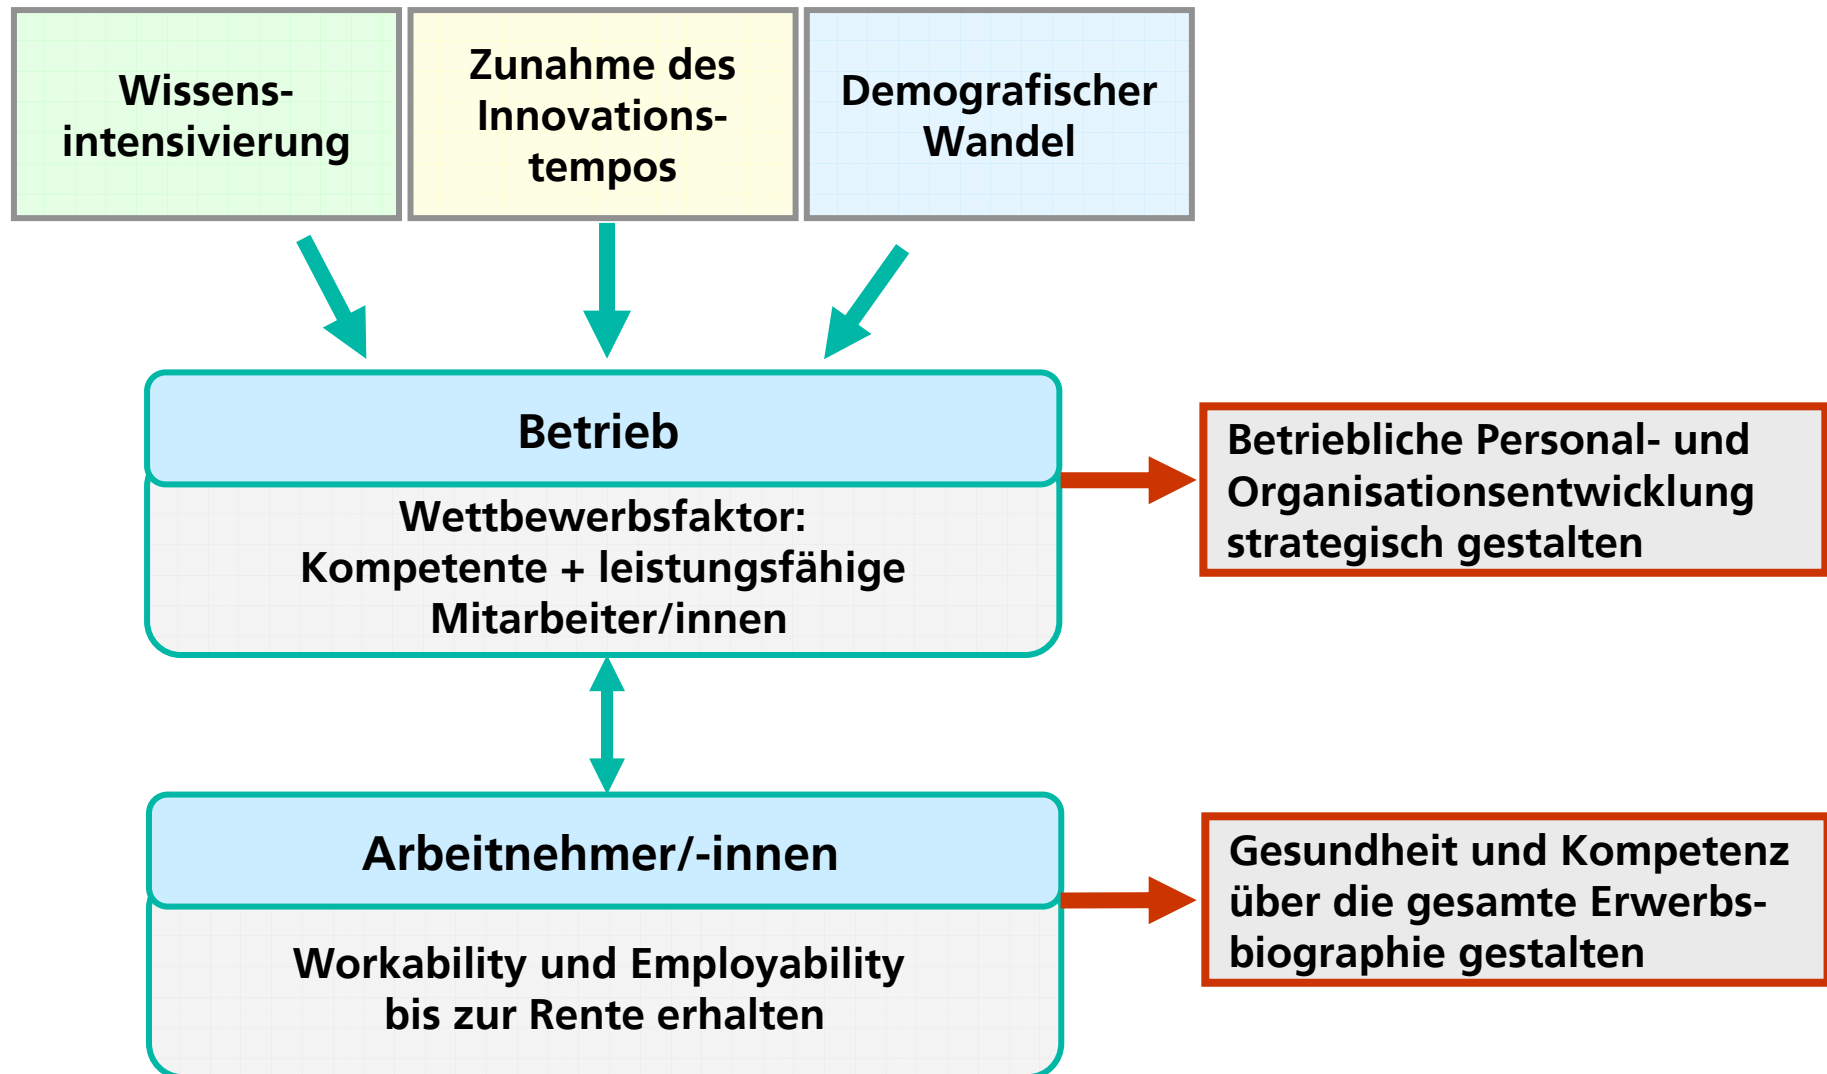 Wissens-
intensivierung
Zunahme des
Innovations-
tempos
Demografischer
Wandel
Betrieb
Wettbewerbsfaktor:
Kompetente + leistungsfähige
Mitarbeiter/innen
Betriebliche Personal- und
Organisationsentwicklung
strategisch gestalten
Arbeitnehmer/-innen
Workability und Employability
bis zur Rente erhalten
Gesundheit und Kompetenz
über die gesamte Erwerbs-
biographie gestalten